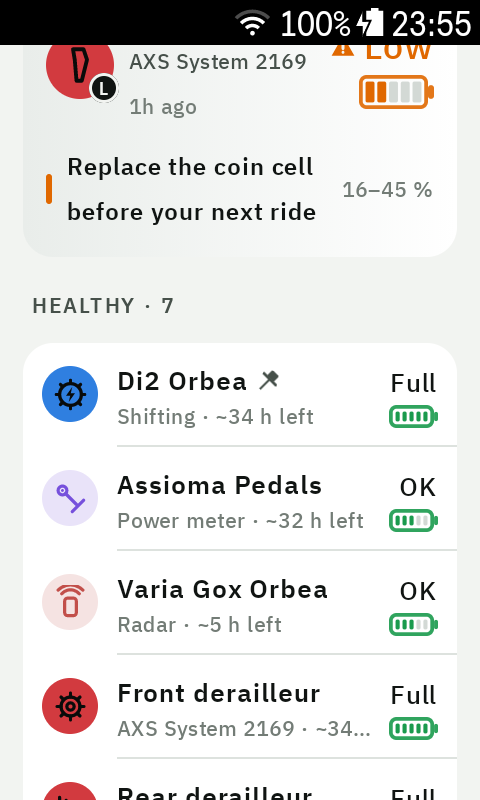 100% 23:55
AXS System 2169
LOW
L
1h ago
Replace the coin cell
before your next ride
16–45 %
HEALTHY · 7
Di2 Orbea
Full
Shifting · ~34 h left
Assioma Pedals
OK
Power meter · ~32 h left
Varia Gox Orbea
OK
Radar · ~5 h left
Front derailleur
Full
AXS System 2169 · ~34...
Rear derailleur
Full